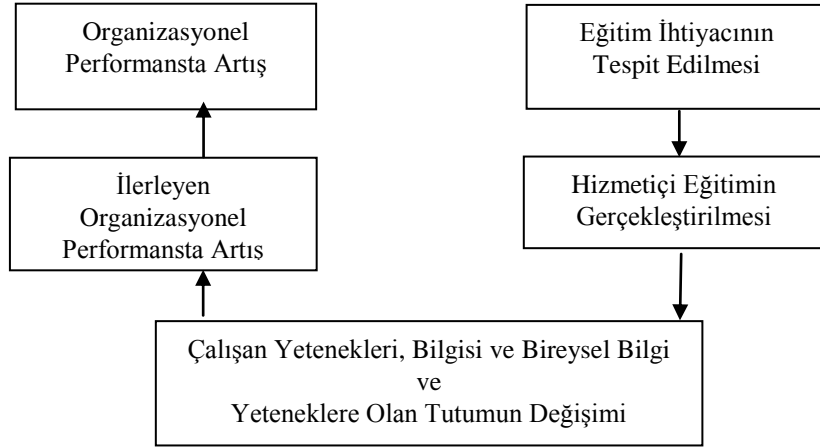 Organizasyonel
Performansta Artış
Eğitim İhtiyacının
Tespit Edilmesi
İlerleyen
Organizasyonel
Performansta Artış
Hizmetiçi Eğitimin
Gerçekleştirilmesi
Çalışan Yetenekleri, Bilgisi ve Bireysel Bilgi
ve
Yeteneklere Olan Tutumun Değişimi